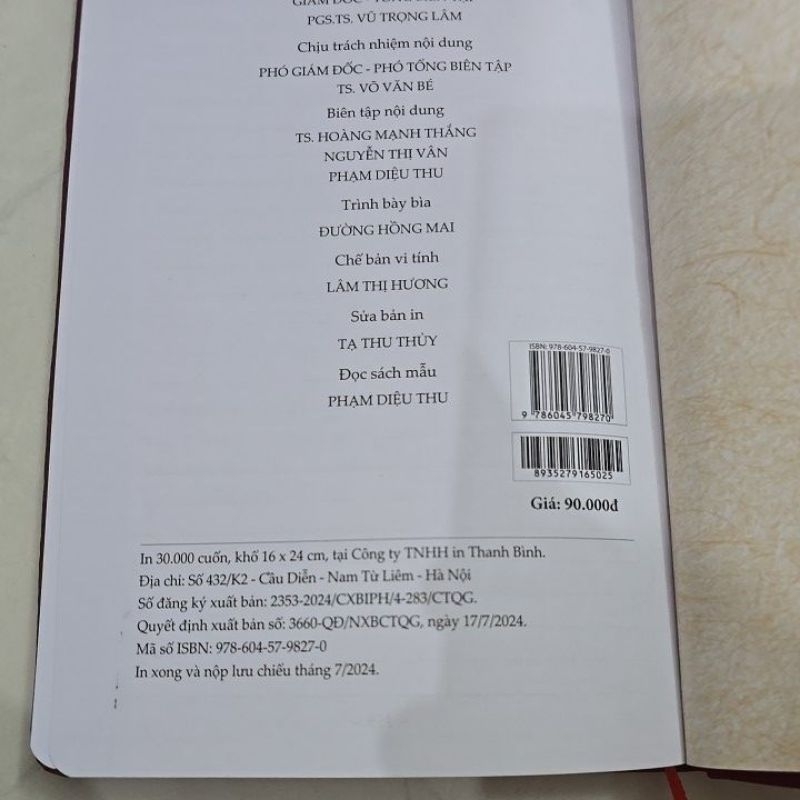 GIÁM ĐỐC - TỔNG BIÊN TẬP
PGS.TS. VŨ TRỌNG LÂM
Chịu trách nhiệm nội dung
PHÓ GIÁM ĐỐC - PHÓ TỔNG BIÊN TẬP
TS. VÕ VĂN BÉ
Biên tập nội dung
TS. HOÀNG MẠNH THẮNG
NGUYỄN THỊ VÂN
PHẠM DIỆU THU
Trình bày bìa
ĐƯỜNG HỒNG MAI
Chế bản vi tính
LÂM THỊ HƯƠNG
Sửa bản in
TẠ THU THỦY
Đọc sách mẫu
PHẠM DIỆU THU
ISBN: 978-604-57-9827-0
9 786045 798270
8935279165025
Giá: 90.000đ
In 30.000 cuốn, khổ 16 x 24 cm, tại Công ty TNHH in Thanh Bình.
Địa chỉ: Số 432/K2 - Cầu Diễn - Nam Từ Liêm - Hà Nội
Số đăng ký xuất bản: 2353-2024/CXBIPH/4-283/CTQG.
Quyết định xuất bản số: 3660-QĐ/NXBCTQG, ngày 17/7/2024.
Mã số ISBN: 978-604-57-9827-0
In xong và nộp lưu chiểu tháng 7/2024.